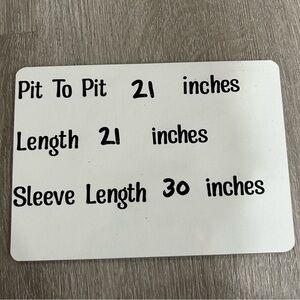 Pit To Pit 21 inches
Length 21 inches
Sleeve Length 30 inches